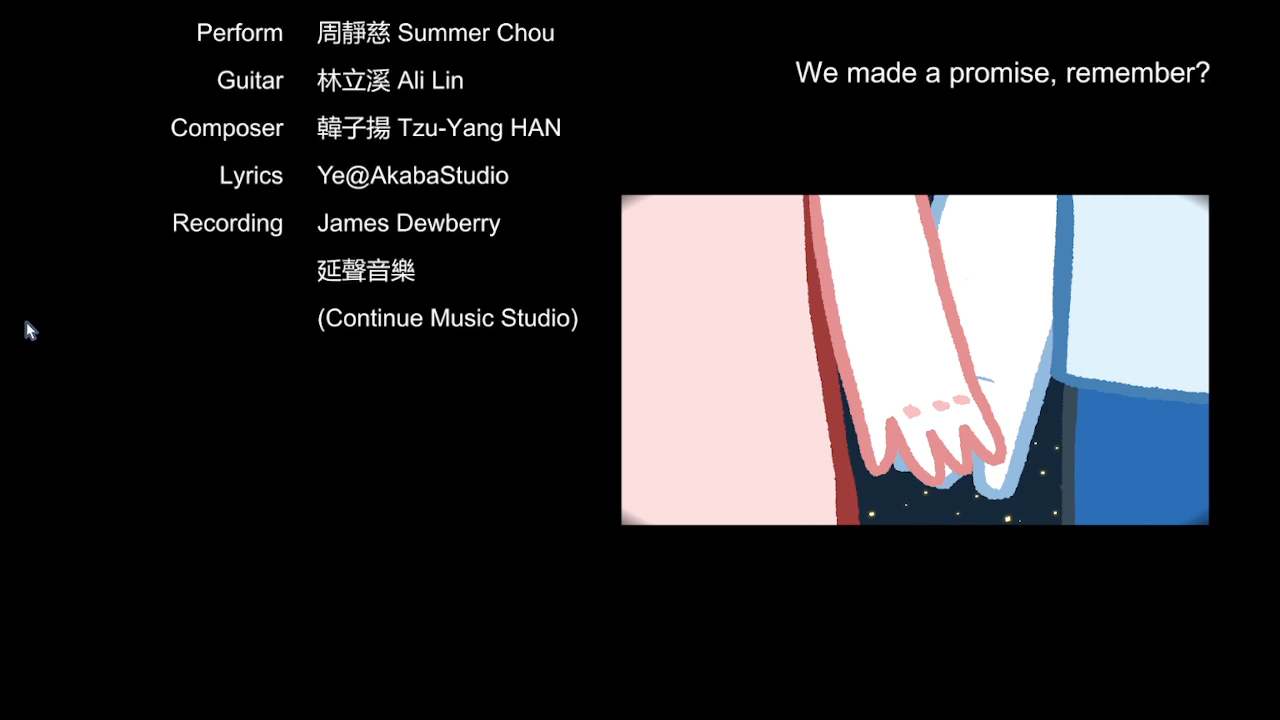 Perform 周靜慈 Summer Chou
Guitar 林立溪 Ali Lin
Composer 韓子揚 Tzu-Yang HAN
Lyrics Ye@AkabaStudio
Recording James Dewberry
延聲音樂
(Continue Music Studio)
We made a promise, remember?